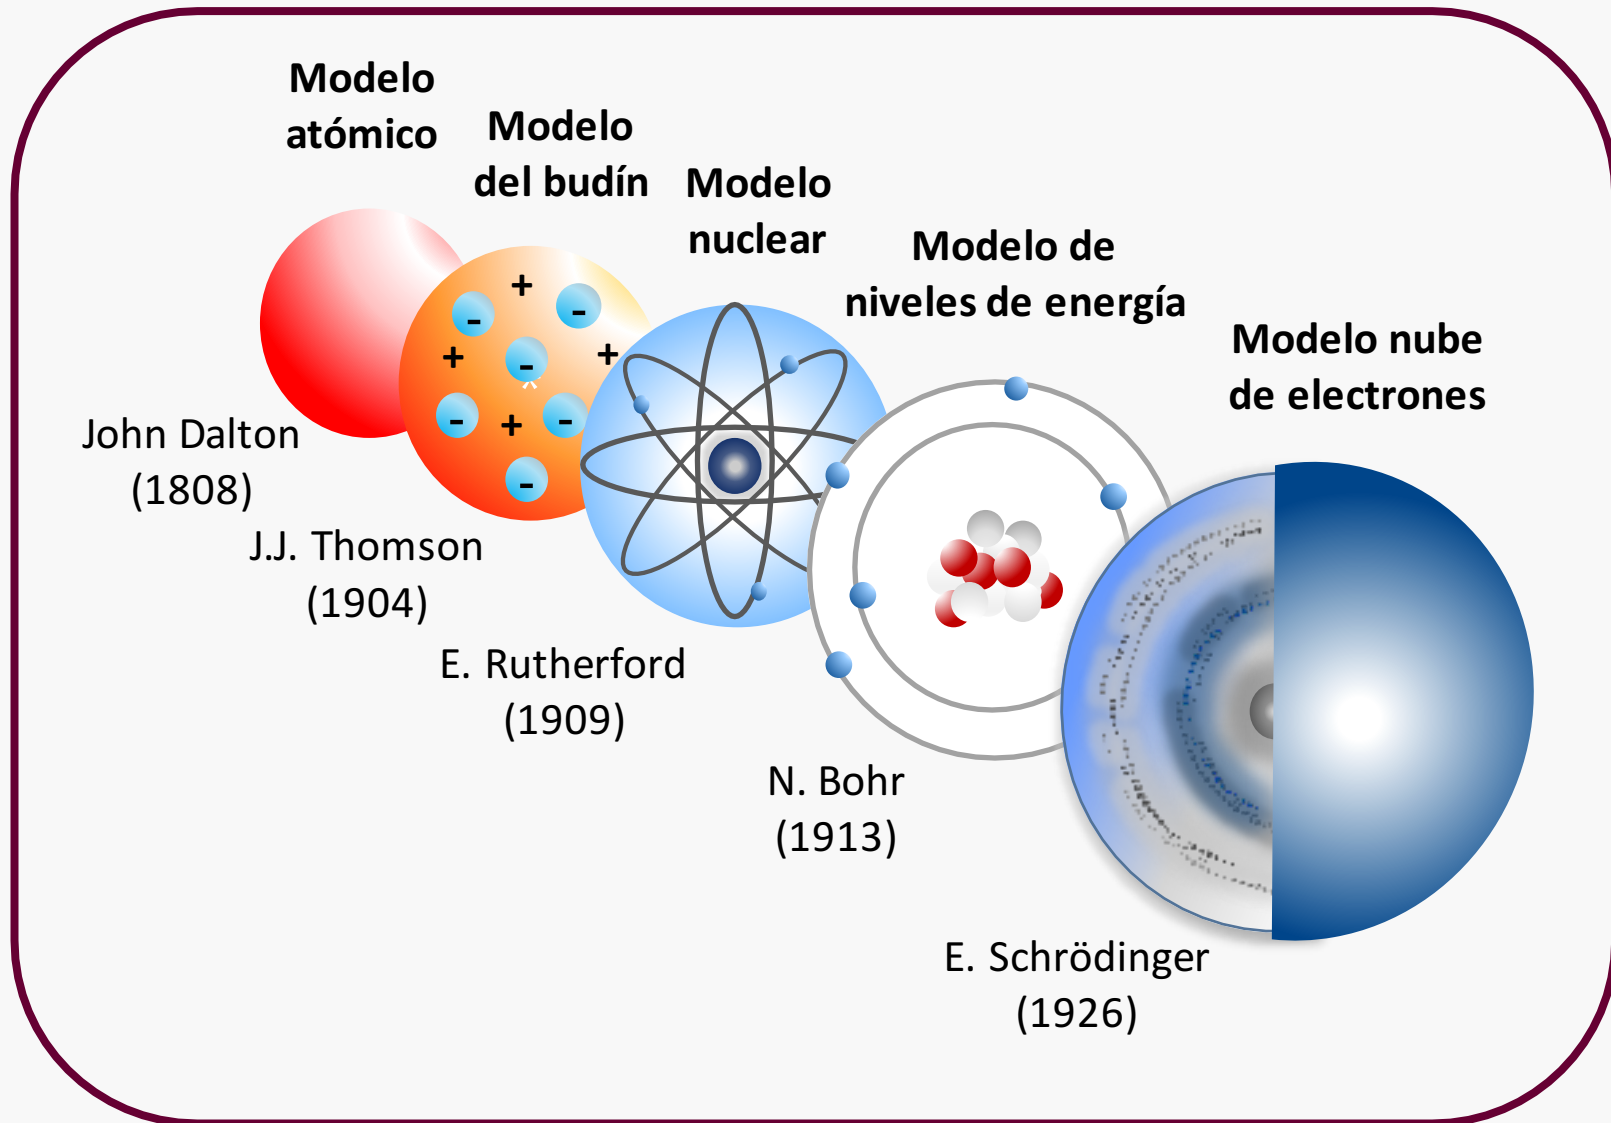 Modelo
atómico
Modelo
del budín
Modelo
nuclear
Modelo de
niveles de energía
Modelo nube
de electrones
+
-
-
+
-
+
-
+
-
-
John Dalton
(1808)
J.J. Thomson
(1904)
E. Rutherford
(1909)
N. Bohr
(1913)
E. Schrödinger
(1926)